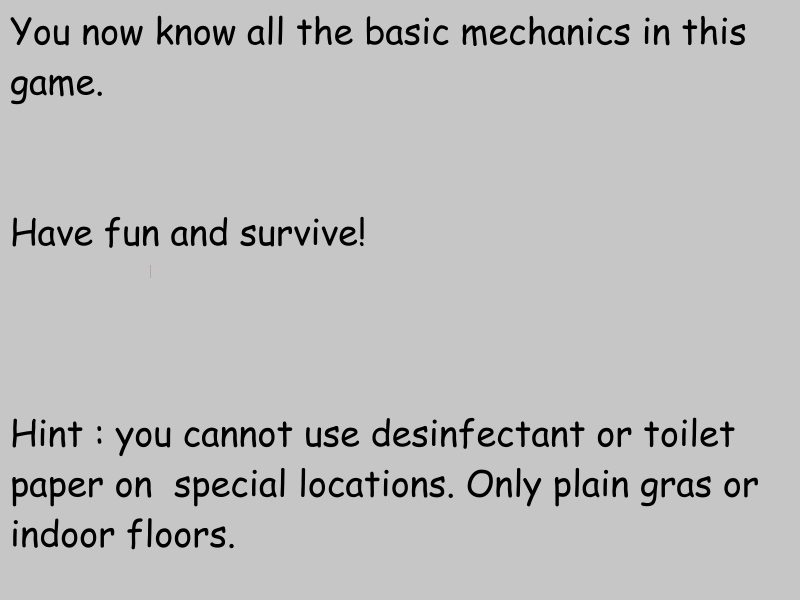 You now know all the basic mechanics in this
game.
Have fun and survive!
Hint : you cannot use desinfectant or toilet
paper on  special locations. Only plain gras or
indoor floors.